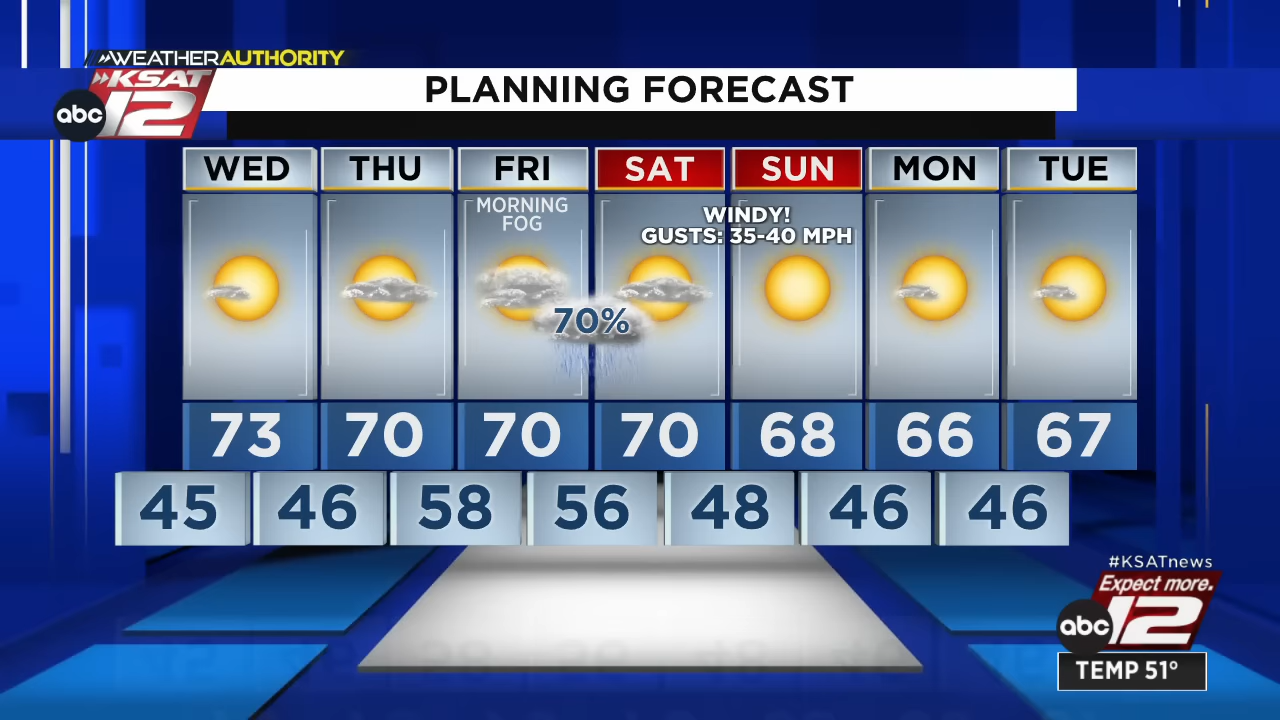 WEATHERAUTHORITY
KSAT
abc 12
PLANNING FORECAST
WED THU FRI SAT SUN MON TUE
MORNING
FOG
WINDY!
GUSTS: 35-40 MPH
70%
73 70 70 70 68 66 67
45 46 58 56 48 46 46
#KSATnews
Expect more.
abc 12
TEMP 51°